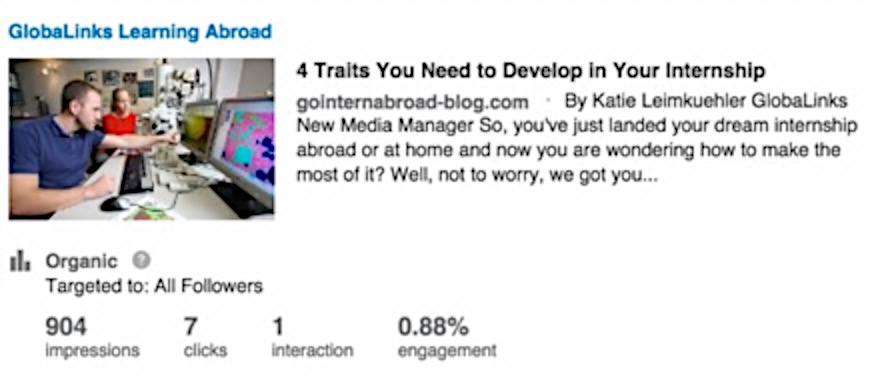 GlobaLinks Learning Abroad
4 Traits You Need to Develop in Your Internship
gointernabroad-blog.com · By Katie Leimkuehler GlobaLinks
New Media Manager So, you've just landed your dream internship
abroad or at home and now you are wondering how to make the
most of it? Well, not to worry, we got you...
Organic ?
Targeted to: All Followers
904 7 1 0.88%
impressions clicks interaction engagement